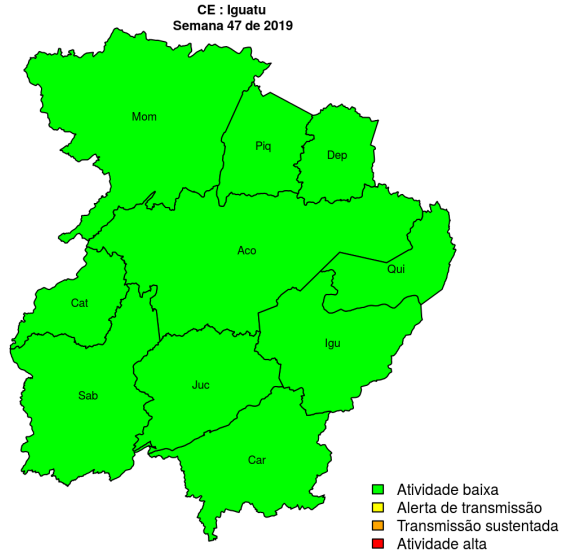 CE : Iguatu
Semana 47 de 2019
Mom
Piq
Dep
Aco
Qui
Cat
Igu
Juc
Sab
Car
Atividade baixa
Alerta de transmissão
Transmissão sustentada
Atividade alta